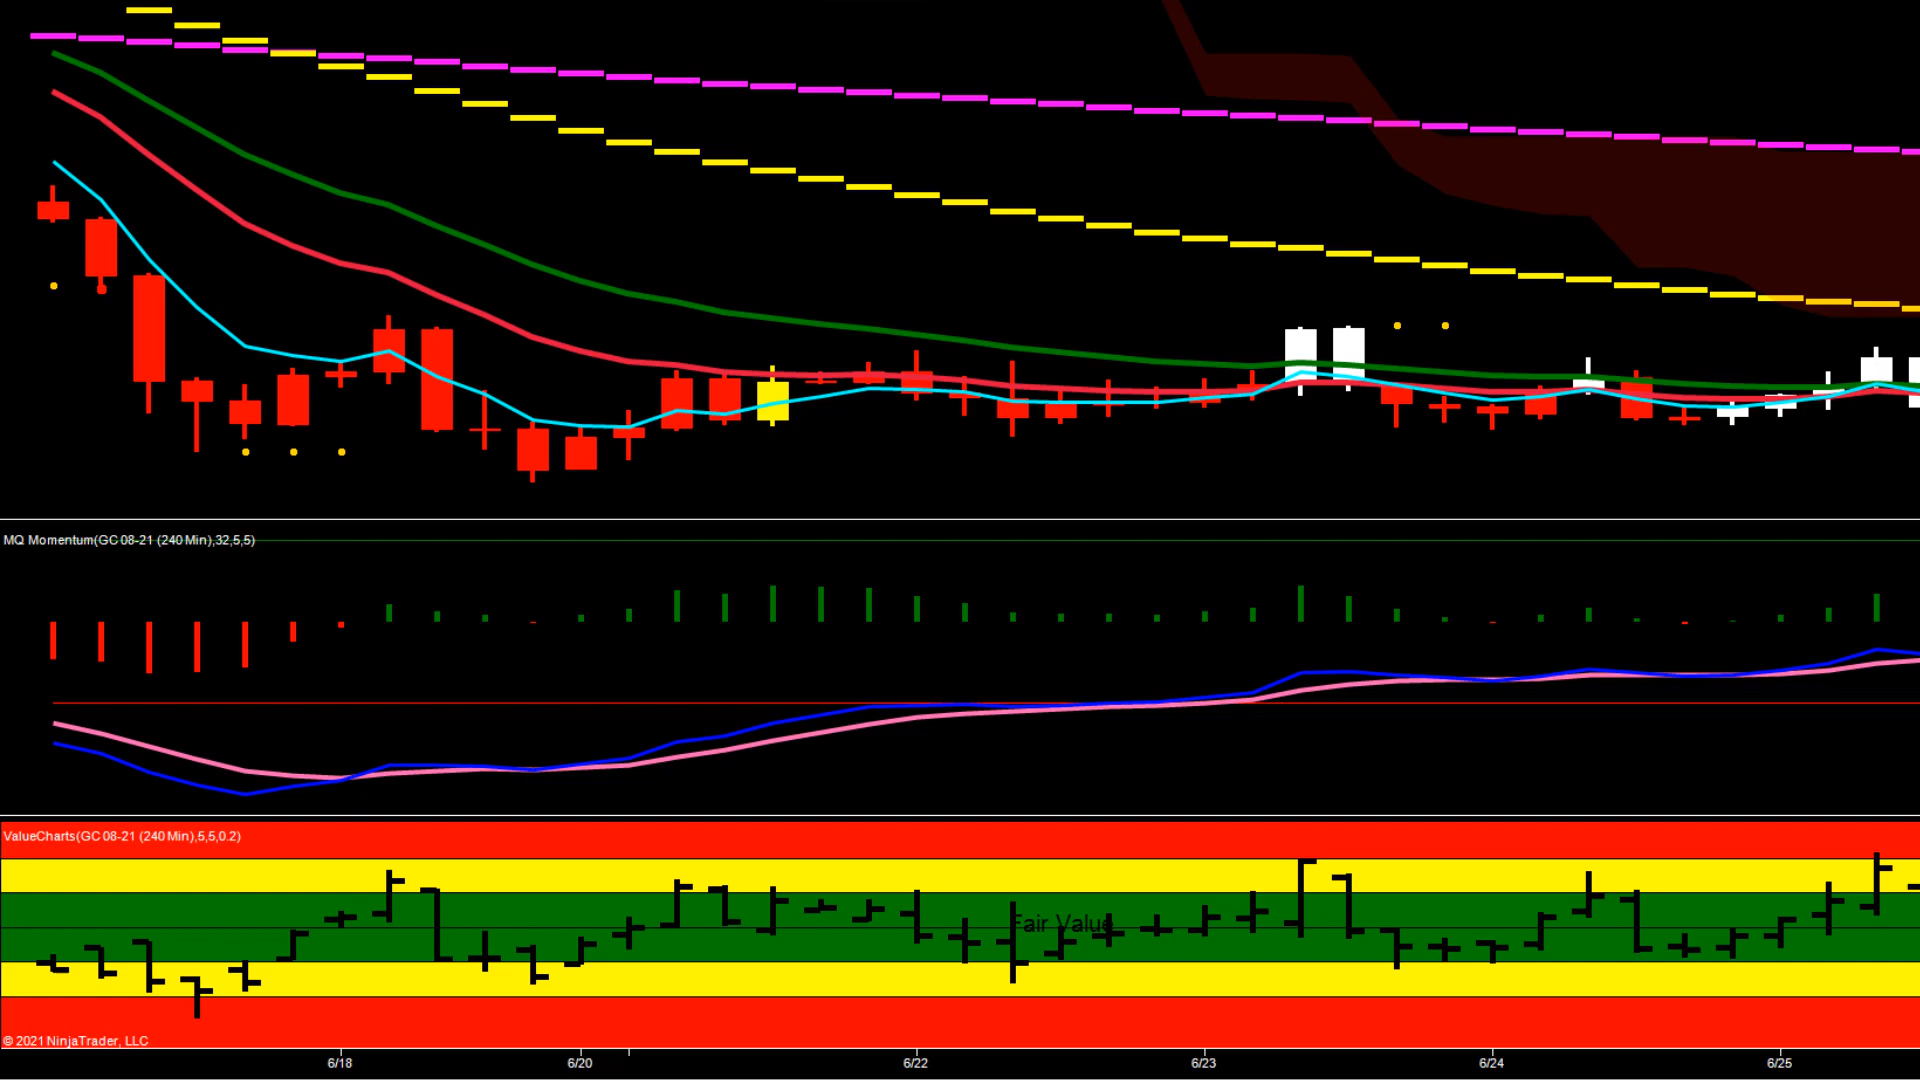 MQ Momentum(GC 08-21 (240 Min),32,5,5)
ValueCharts(GC 08-21 (240 Min),5,5,0.2)
Fair Value
© 2021 NinjaTrader, LLC
6/18 6/20 6/22 6/23 6/24 6/25